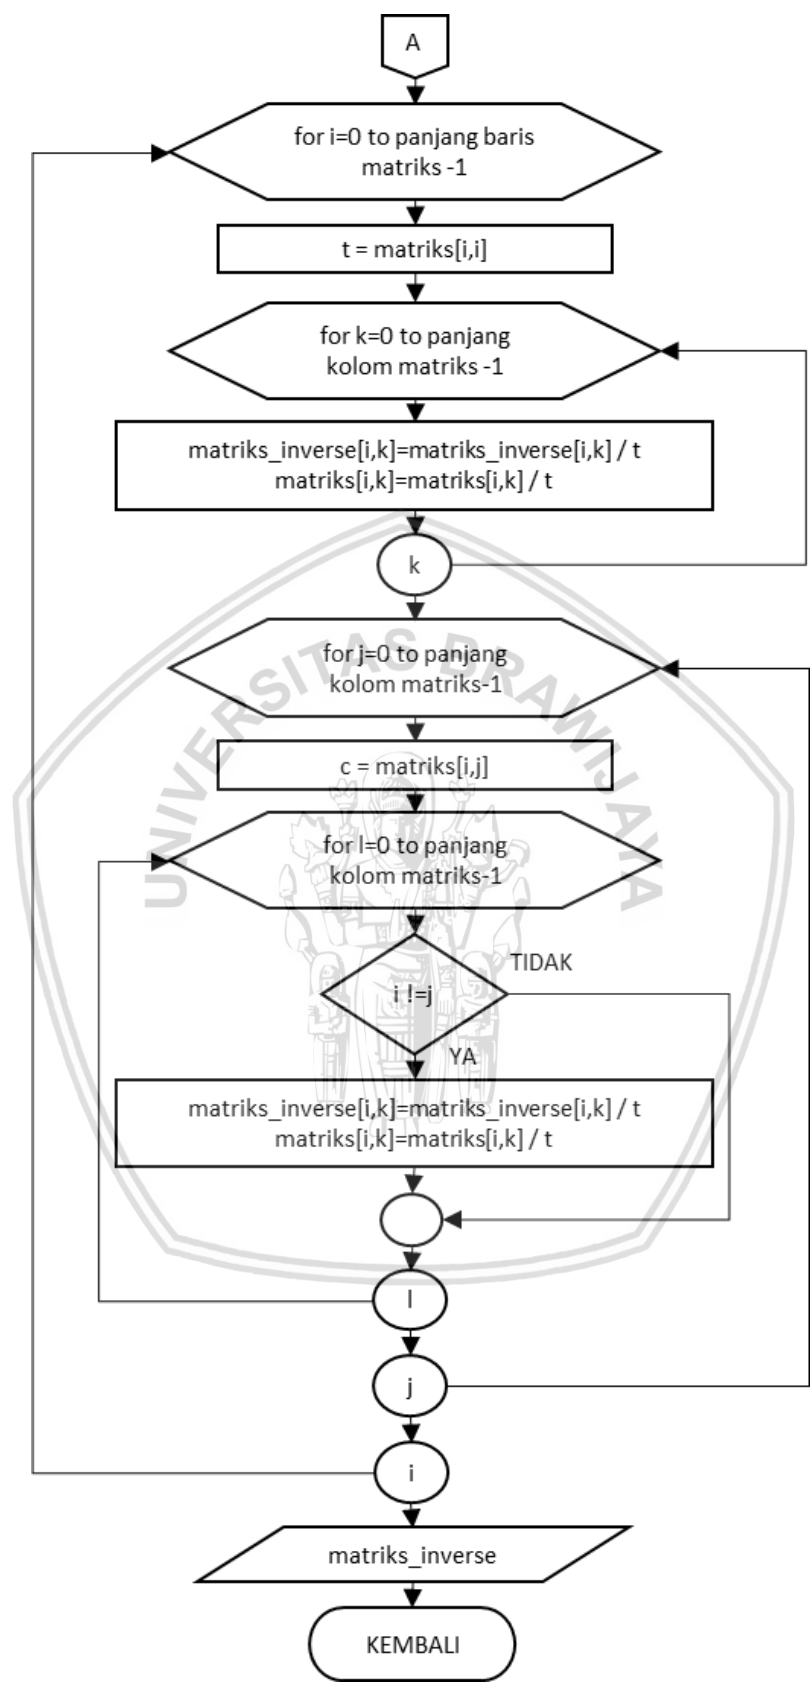 A
for i=0 to panjang baris
matriks -1
t = matriks[i,i]
for k=0 to panjang
kolom matriks -1
matriks_inverse[i,k]=matriks_inverse[i,k] / t
matriks[i,k]=matriks[i,k] / t
k
for j=0 to panjang
kolom matriks-1
UNIVERSITAS BRAWIJAYA
c = matriks[i,j]
for l=0 to panjang
kolom matriks-1
TIDAK
i !=j
YA
matriks_inverse[i,k]=matriks_inverse[i,k] / t
matriks[i,k]=matriks[i,k] / t
l
j
i
matriks_inverse
KEMBALI